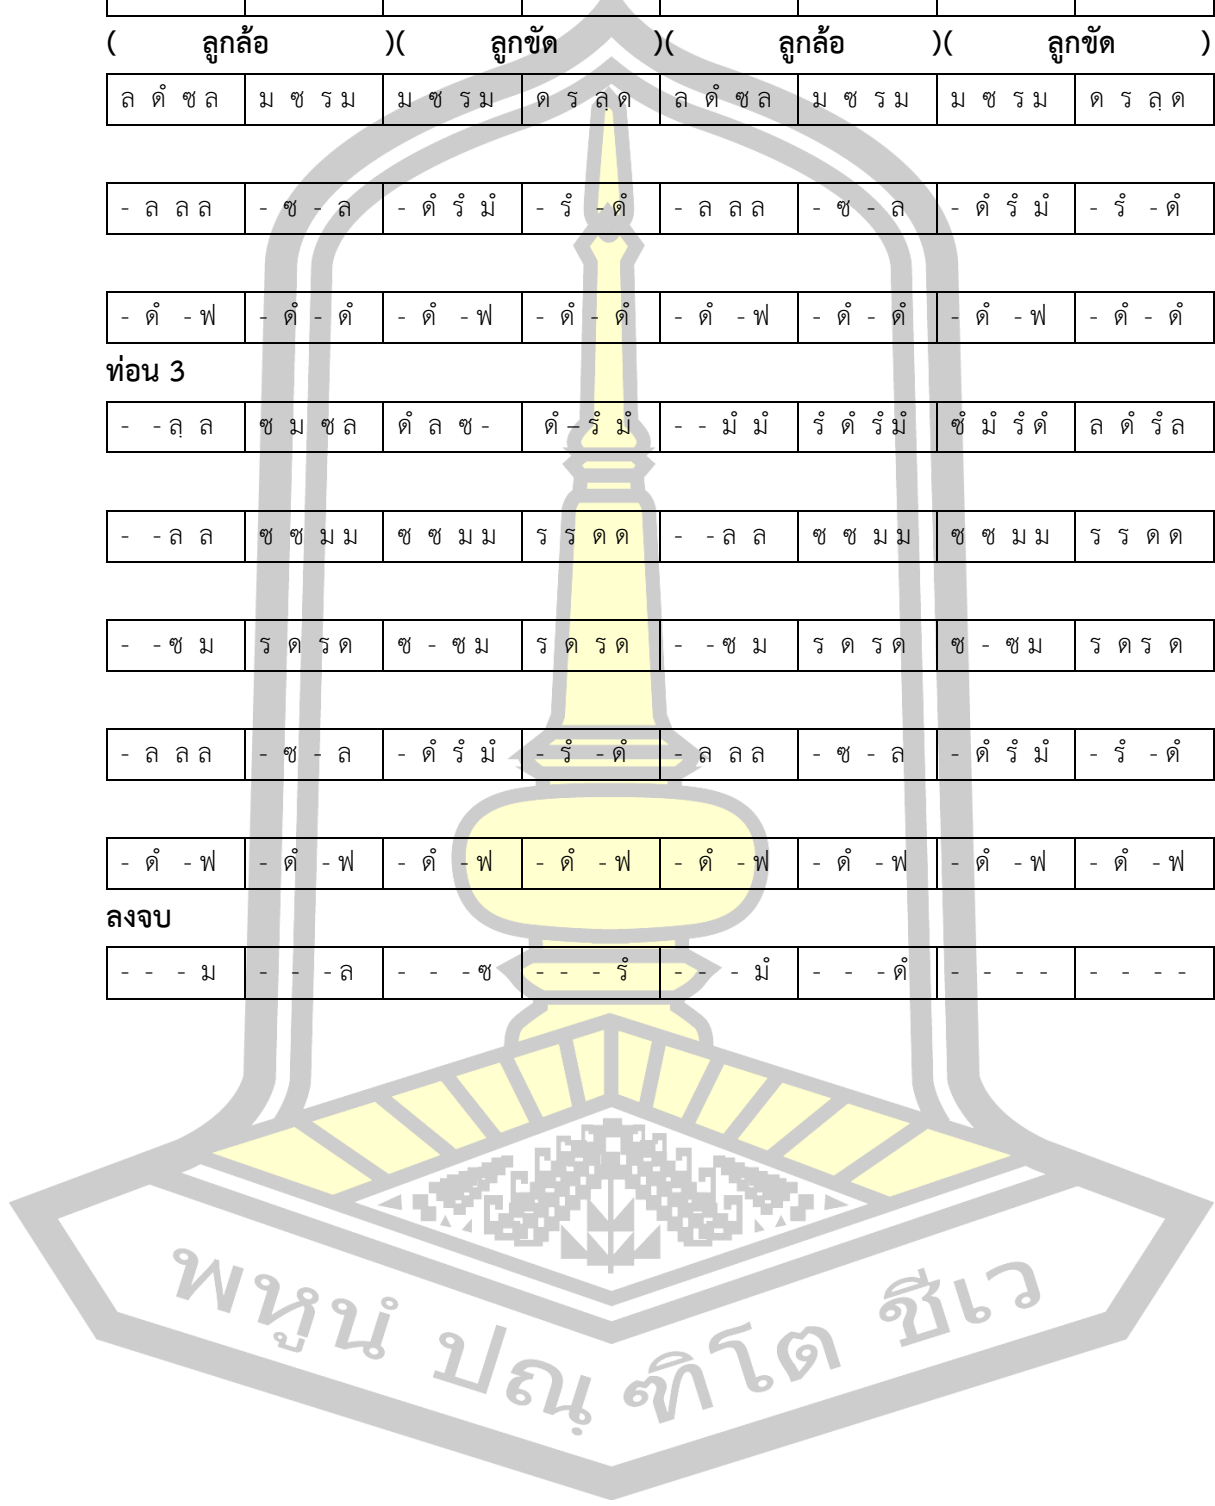 ( ลูกล้อ )( ลูกขัด )( ลูกล้อ )( ลูกขัด )
ล ดํ ซ ล ม ซ ร ม ม ซ ร ม ด ร ลฺ ด ล ดํ ซ ล ม ซ ร ม ม ซ ร ม ด ร ลฺ ด
- ล ล ล - ซ - ล - ดํ รํ มํ - รํ - ดํ - ล ล ล - ซ - ล - ดํ รํ มํ - รํ - ดํ
- ดํ - ฟ - ดํ - ดํ - ดํ - ฟ - ดํ - ดํ - ดํ - ฟ - ดํ - ดํ - ดํ - ฟ - ดํ - ดํ
ท่อน 3
- - ลฺ ล ซ ม ซ ล ดํ ล ซ - ดํ – รํ มํ - - มํ มํ รํ ดํ รํ มํ ซํ มํ รํ ดํ ล ดํ รํ ล
- - ล ล ซ ซ ม ม ซ ซ ม ม ร ร ด ด - - ล ล ซ ซ ม ม ซ ซ ม ม ร ร ด ด
- - ซ ม ร ด ร ด ซ - ซ ม ร ด ร ด - - ซ ม ร ด ร ด ซ - ซ ม ร ด ร ด
- ล ล ล - ซ - ล - ดํ รํ มํ - รํ - ดํ - ล ล ล - ซ - ล - ดํ รํ มํ - รํ - ดํ
- ดํ - ฟ - ดํ - ฟ - ดํ - ฟ - ดํ - ฟ - ดํ - ฟ - ดํ - ฟ - ดํ - ฟ - ดํ - ฟ
ลงจบ
- - - ม - - - ล - - - ซ - - - รํ - - - มํ - - - ดํ - - - - - - - -
พหูนํ ปณฺฑิโต ชีเว